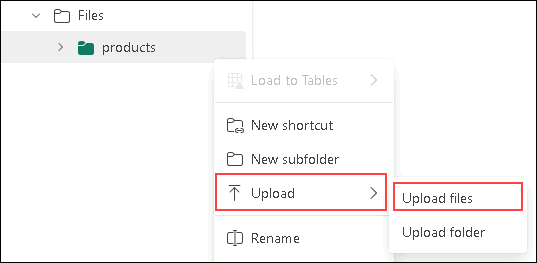 Files
products
Load to Tables
New shortcut
New subfolder
Upload
Upload files
Upload folder
Rename